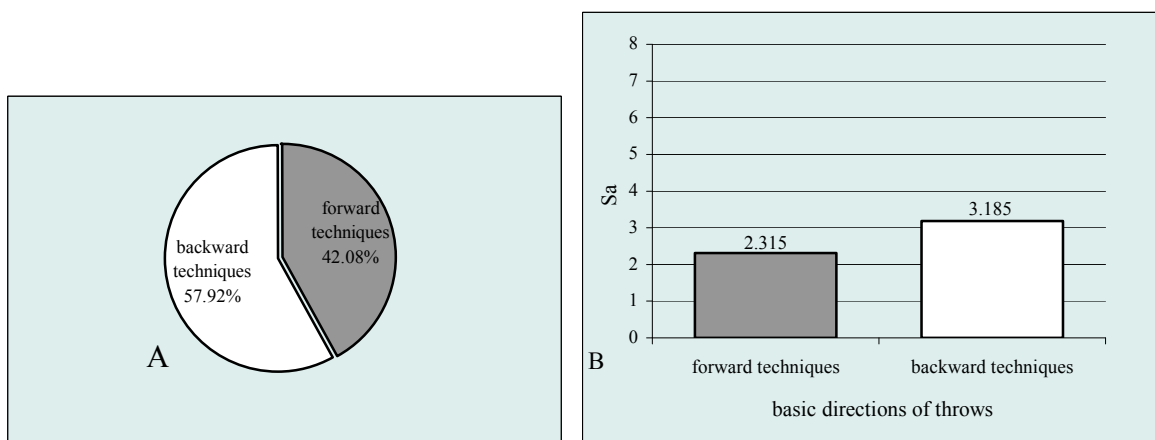 forward
techniques
42.08%
backward
techniques
57.92%
A
8
7
6
5
4
3
2
1
0
Sa
2.315
3.185
forward techniques
backward techniques
basic directions of throws
B